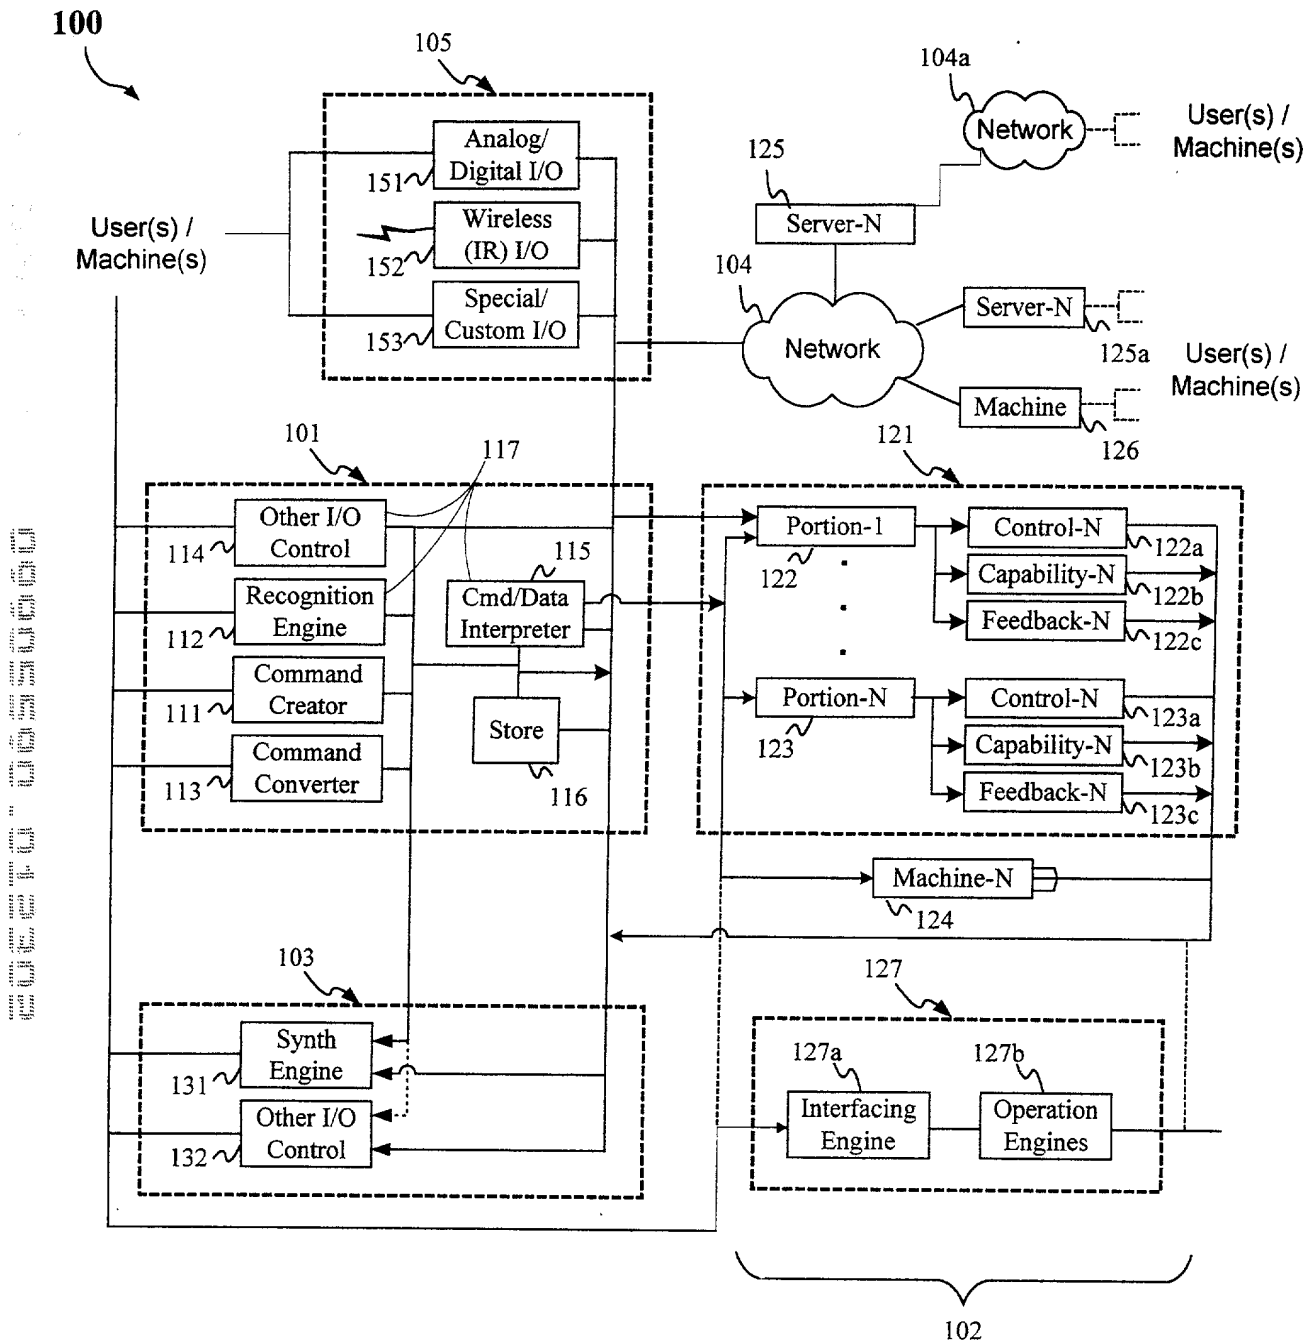 100
105
104a
Analog/
Digital I/O
151
Network
User(s) /
Machine(s)
125
Wireless
(IR) I/O
152
Server-N
User(s) /
Machine(s)
104
Special/
Custom I/O
153
Network
Server-N
125a
User(s) /
Machine(s)
Machine
126
101
117
121
Other I/O
Control
114
115
Portion-1
122
Control-N
122a
Recognition
Engine
112
Cmd/Data
Interpreter
Capability-N
122b
Feedback-N
122c
Command
Creator
111
Store
116
Portion-N
123
Control-N
123a
Command
Converter
113
Capability-N
123b
Feedback-N
123c
Machine-N
124
103
127
Synth
Engine
131
127a
127b
Other I/O
Control
132
Interfacing
Engine
Operation
Engines
102